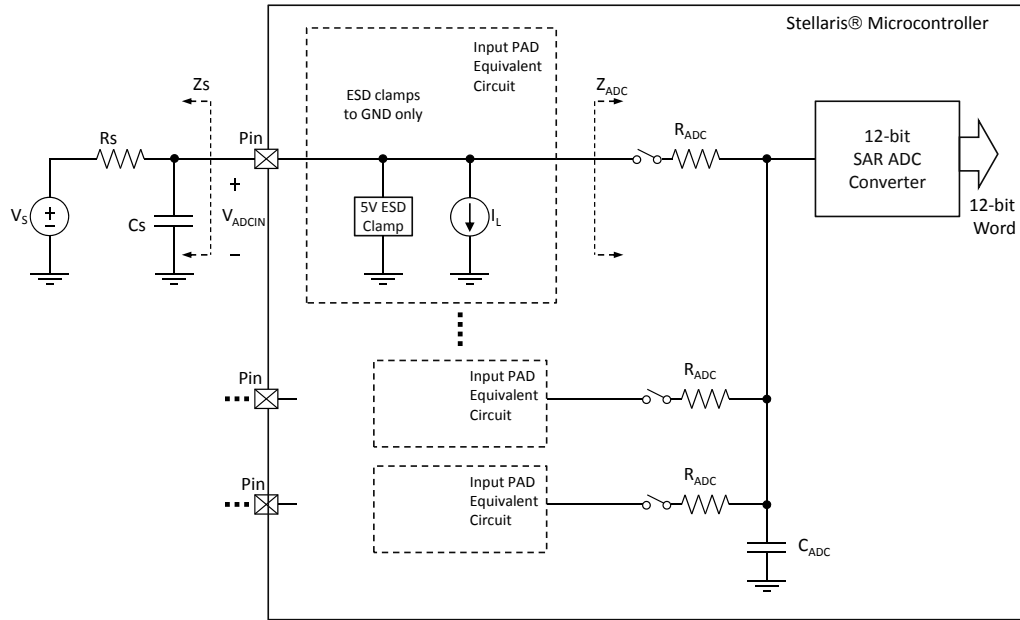 Stellaris® Microcontroller
Input PAD
Equivalent
Circuit
ESD clamps
to GND only
Zs
ZADC
Rs
Pin
RADC
12-bit
SAR ADC
Converter
VS
+
−
Cs
+
VADCIN
−
5V ESD
Clamp
IL
12-bit
Word
Pin
Input PAD
Equivalent
Circuit
RADC
Pin
Input PAD
Equivalent
Circuit
RADC
CADC